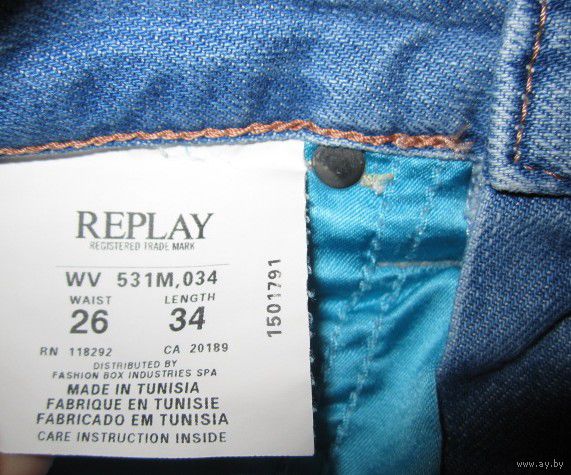 REPLAY
REGISTERED TRADE MARK
WV 531M,034
WAIST LENGTH
26 34
RN 118292 CA 20189
DISTRIBUTED BY
FASHION BOX INDUSTRIES SPA
MADE IN TUNISIA
FABRIQUE EN TUNISIE
FABRICADO EM TUNISIA
CARE INSTRUCTION INSIDE
1501791
www.ay.by